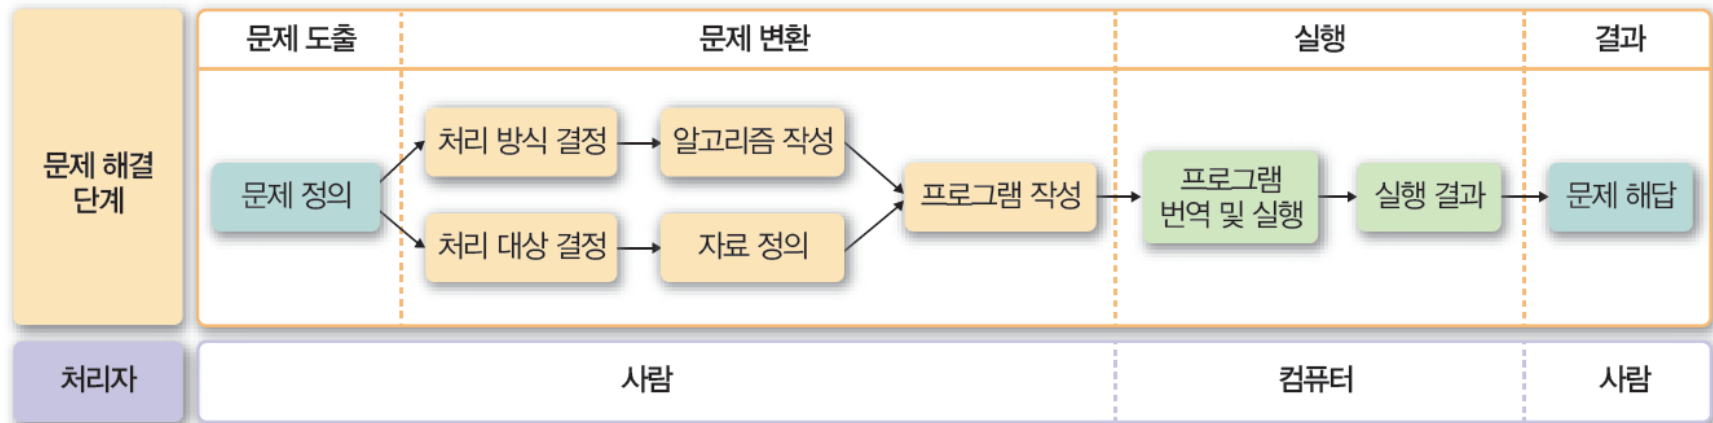 문제 해결
단계
문제 도출
문제 변환
실행
결과
문제 정의
처리 방식 결정
알고리즘 작성
처리 대상 결정
자료 정의
프로그램 작성
프로그램
번역 및 실행
실행 결과
문제 해답
처리자
사람
컴퓨터
사람